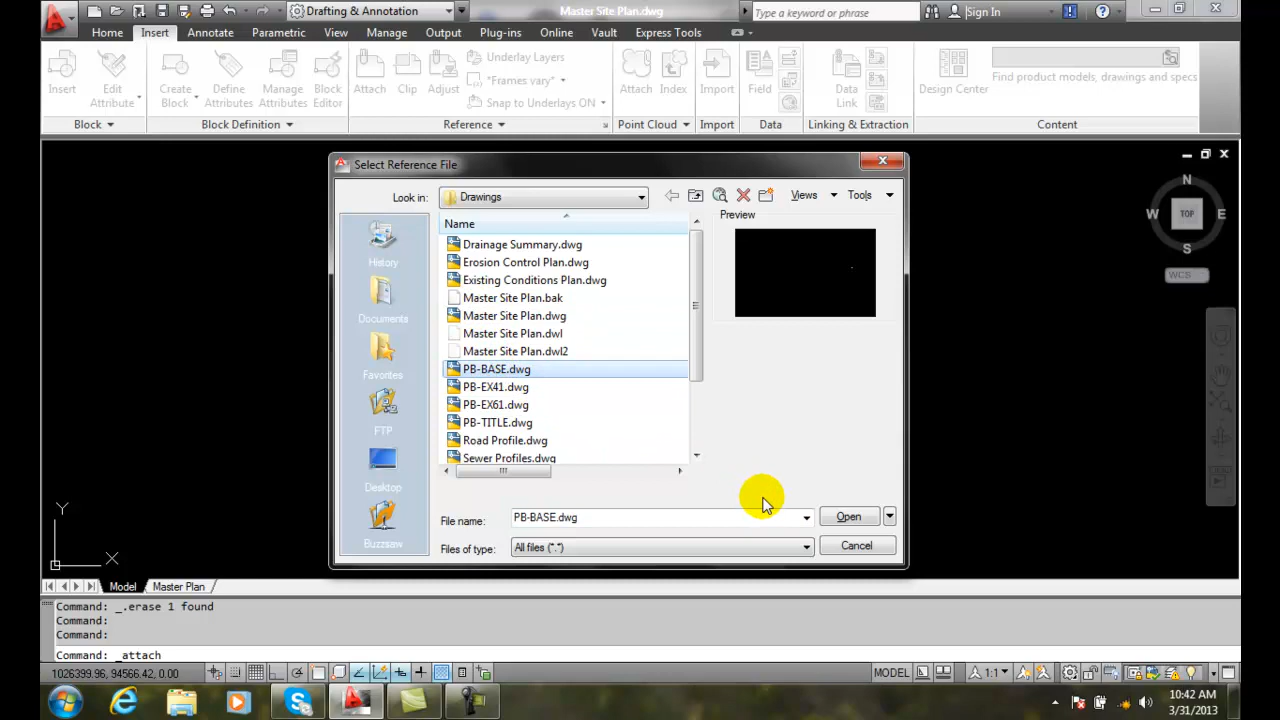 Drafting & Annotation
Master Site Plan.dwg
Type a keyword or phrase
Sign In
Home Insert Annotate Parametric View Manage Output Plug-ins Online Vault Express Tools
Insert
Edit Attribute
Create Block
Define Attributes
Manage Attributes
Block Editor
Attach
Clip
Adjust
Underlay Layers
*Frames vary*
Snap to Underlays ON
Attach
Index
Import
Field
Data Link
Design Center
Find product models, drawings and specs
Block
Block Definition
Reference
Point Cloud
Import
Data
Linking & Extraction
Content
Select Reference File
Look in:
Drawings
Views
Tools
Name
Preview
Drainage Summary.dwg
Erosion Control Plan.dwg
Existing Conditions Plan.dwg
Master Site Plan.bak
Master Site Plan.dwg
Master Site Plan.dwl
Master Site Plan.dwl2
PB-BASE.dwg
PB-EX41.dwg
PB-EX61.dwg
PB-TITLE.dwg
Road Profile.dwg
Sewer Profiles.dwg
History
Documents
Favorites
FTP
Desktop
Buzzsaw
File name:
PB-BASE.dwg
Open
Files of type:
All files (*.*)
Cancel
N
W TOP E
S
WCS
Y
X
Model Master Plan
Command: _.erase 1 found
Command:
Command:
Command: _attach
1026399.96, 94566.42, 0.00
MODEL
1:1
10:42 AM
3/31/2013